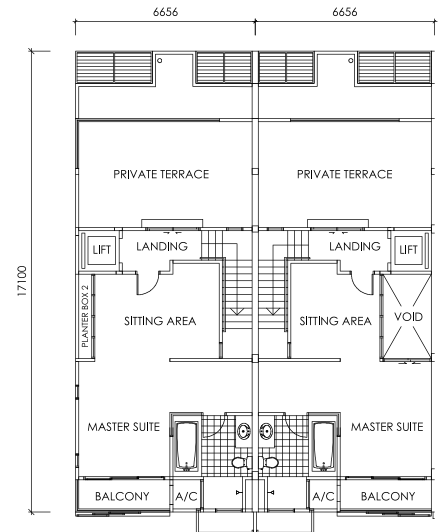 6656 6656
PRIVATE TERRACE PRIVATE TERRACE
LIFT LANDING LANDING LIFT
17100
PLANTER BOX 2
SITTING AREA SITTING AREA VOID
MASTER SUITE MASTER SUITE
BALCONY A/C A/C BALCONY